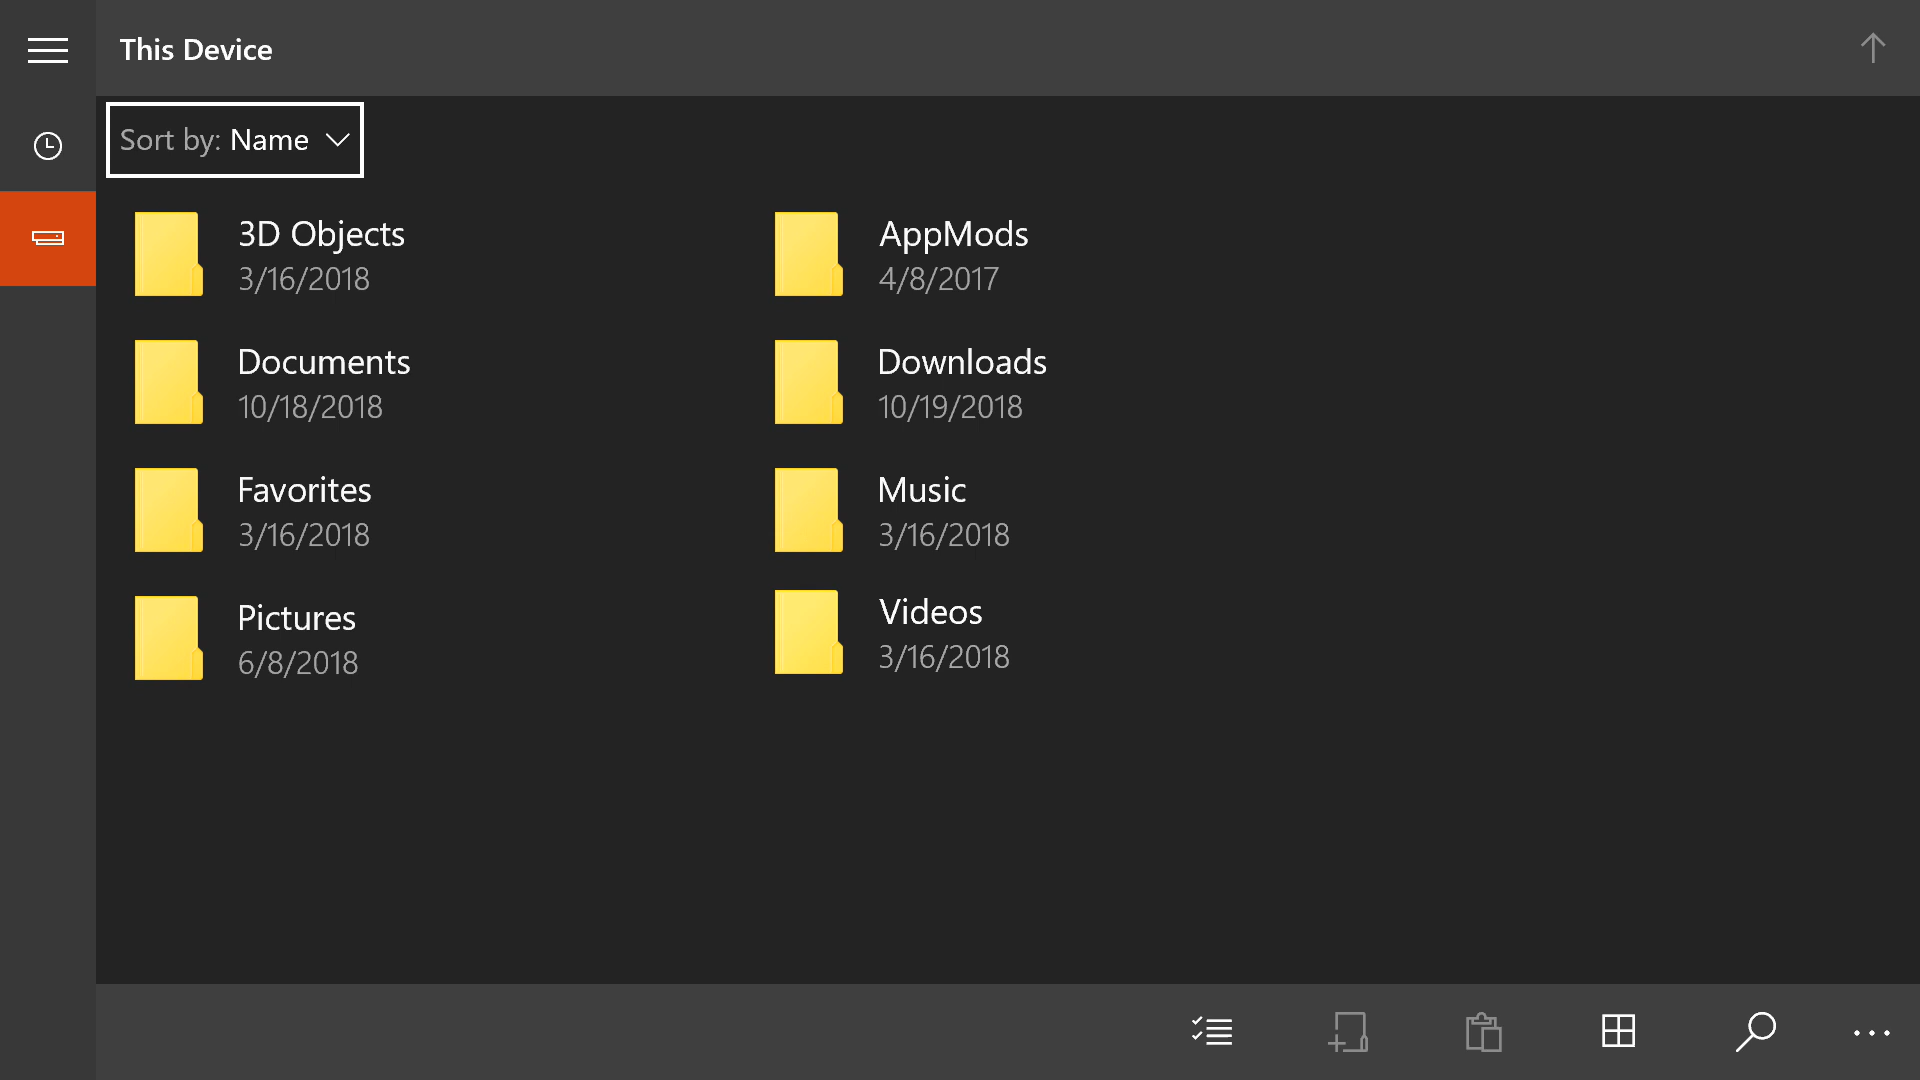 This Device
Sort by: Name
3D Objects
3/16/2018
AppMods
4/8/2017
Documents
10/18/2018
Downloads
10/19/2018
Favorites
3/16/2018
Music
3/16/2018
Pictures
6/8/2018
Videos
3/16/2018